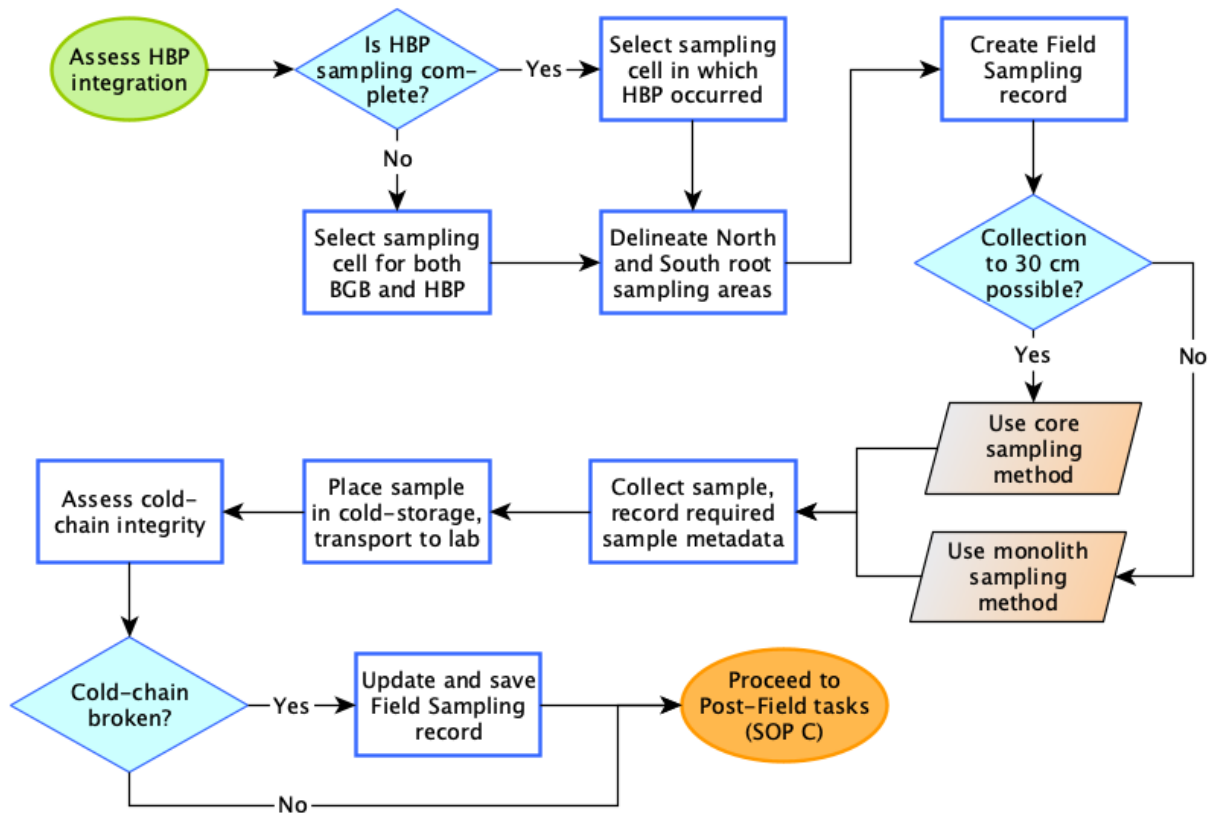 Assess HBP
integration
Is HBP
sampling com-
plete?
Yes
Select sampling
cell in which
HBP occurred
Create Field
Sampling
record
No
Select sampling
cell for both
BGB and HBP
Delineate North
and South root
sampling areas
Collection
to 30 cm
possible?
Yes
No
Use core
sampling
method
Use monolith
sampling
method
Collect sample,
record required
sample metadata
Place sample
in cold-storage,
transport to lab
Assess cold-
chain integrity
Cold-chain
broken?
Yes
Update and save
Field Sampling
record
No
Proceed to
Post-Field tasks
(SOP C)